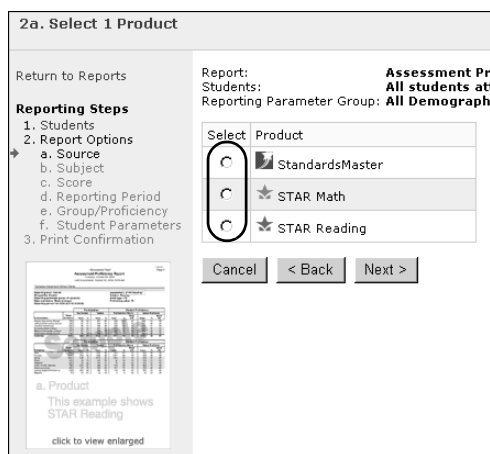 2a. Select 1 Product
Return to Reports
Reporting Steps
1. Students
2. Report Options
a. Source
b. Subject
c. Score
d. Reporting Period
e. Group/Proficiency
f. Student Parameters
3. Print Confirmation
a. Product
This example shows
STAR Reading
click to view enlarged
Report: Assessment Pr
Students: All students att
Reporting Parameter Group: All Demograph
Select Product
StandardsMaster
STAR Math
STAR Reading
Cancel < Back Next >